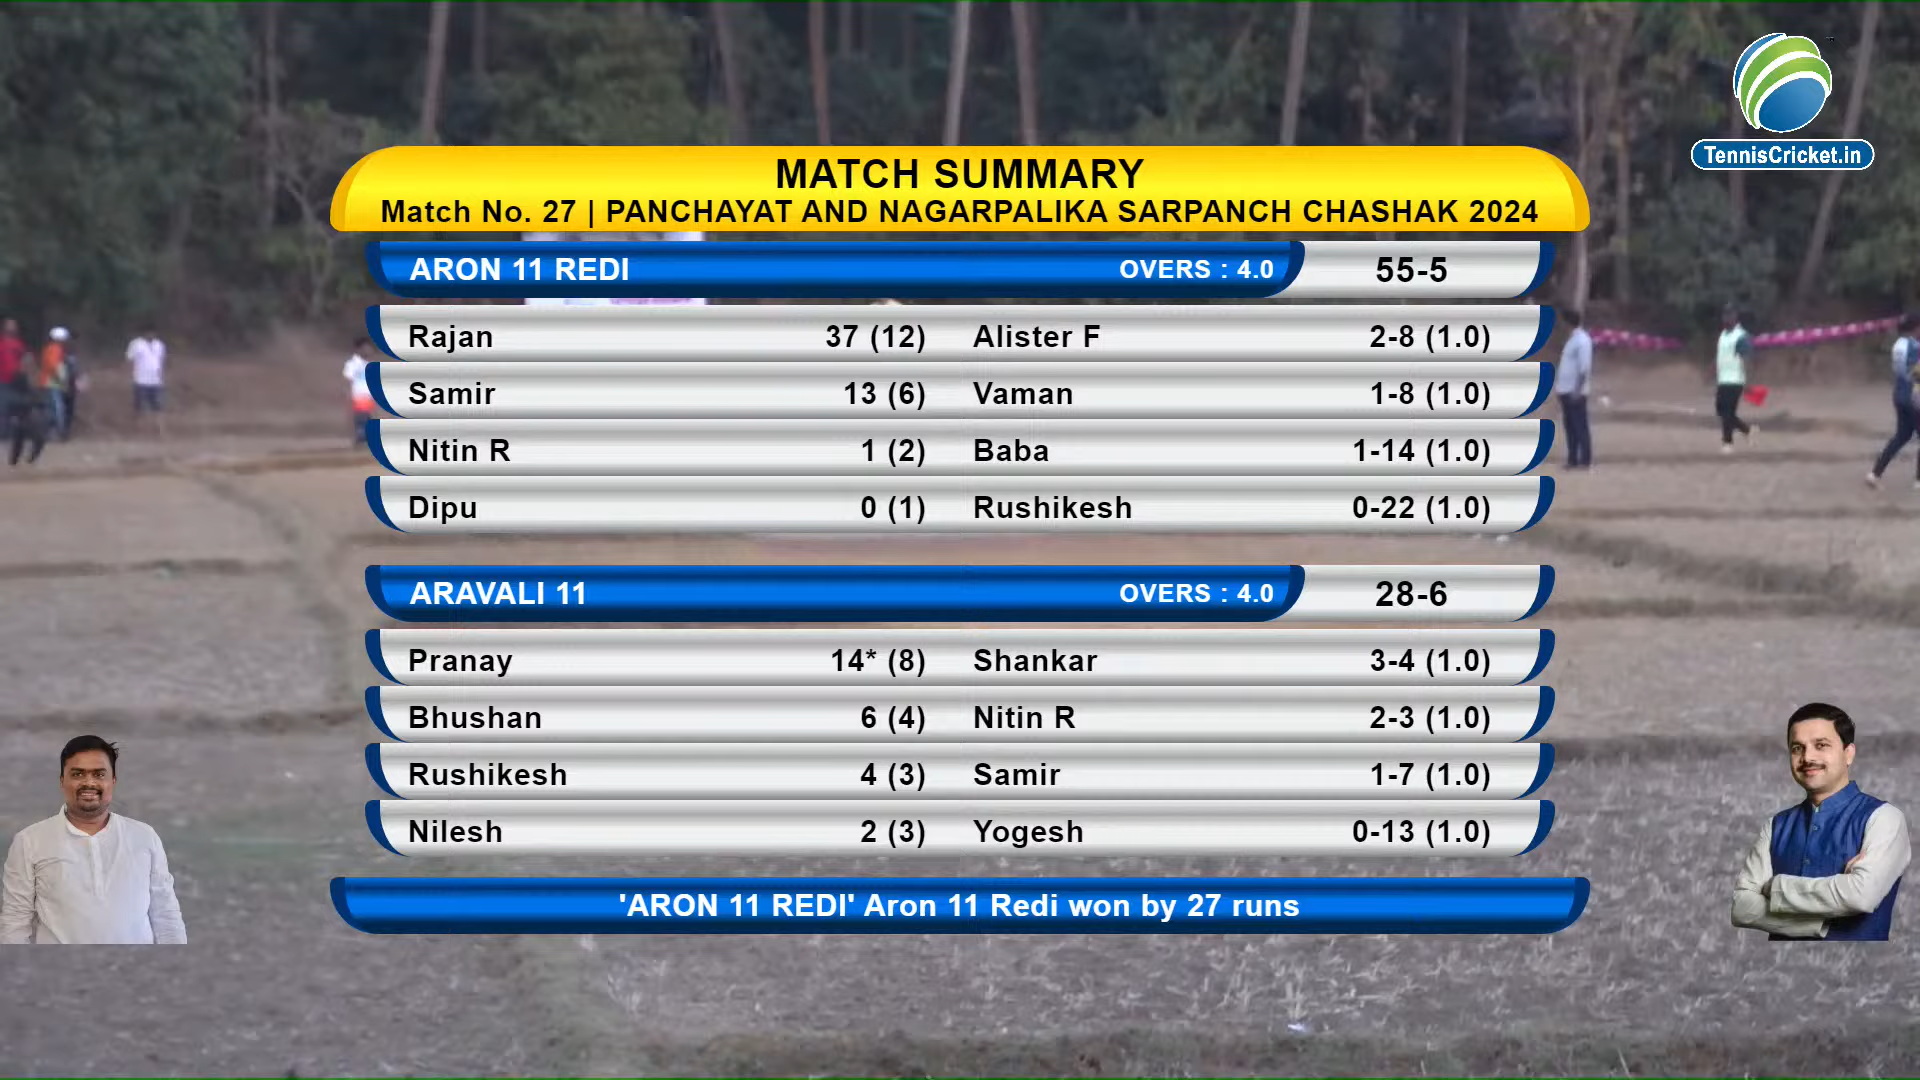 TennisCricket.in
MATCH SUMMARY
Match No. 27 | PANCHAYAT AND NAGARPALIKA SARPANCH CHASHAK 2024
ARON 11 REDI OVERS : 4.0 55-5
Rajan 37 (12) Alister F 2-8 (1.0)
Samir 13 (6) Vaman 1-8 (1.0)
Nitin R 1 (2) Baba 1-14 (1.0)
Dipu 0 (1) Rushikesh 0-22 (1.0)
ARAVALI 11 OVERS : 4.0 28-6
Pranay 14* (8) Shankar 3-4 (1.0)
Bhushan 6 (4) Nitin R 2-3 (1.0)
Rushikesh 4 (3) Samir 1-7 (1.0)
Nilesh 2 (3) Yogesh 0-13 (1.0)
'ARON 11 REDI' Aron 11 Redi won by 27 runs